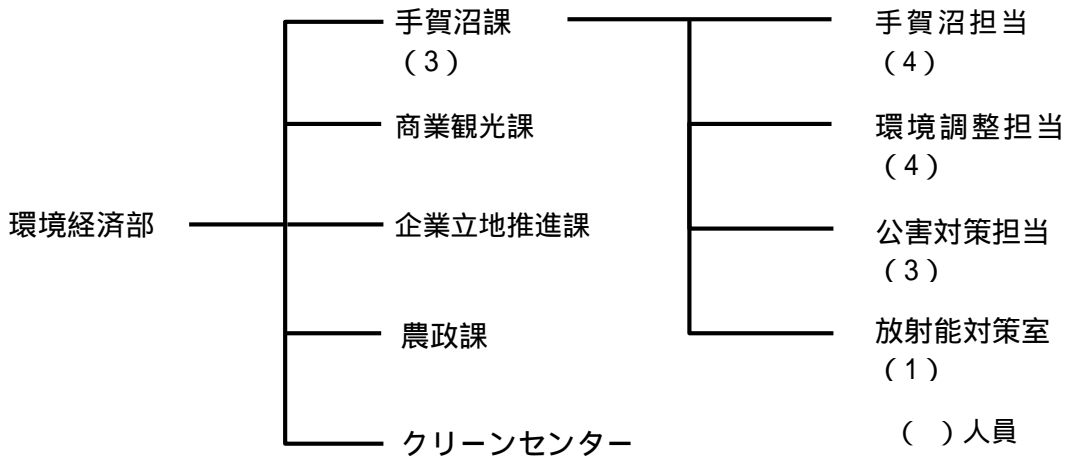 環境経済部
手賀沼課
（3）
商業観光課
企業立地推進課
農政課
クリーンセンター
手賀沼担当
（4）
環境調整担当
（4）
公害対策担当
（3）
放射能対策室
（1）
（　）人員